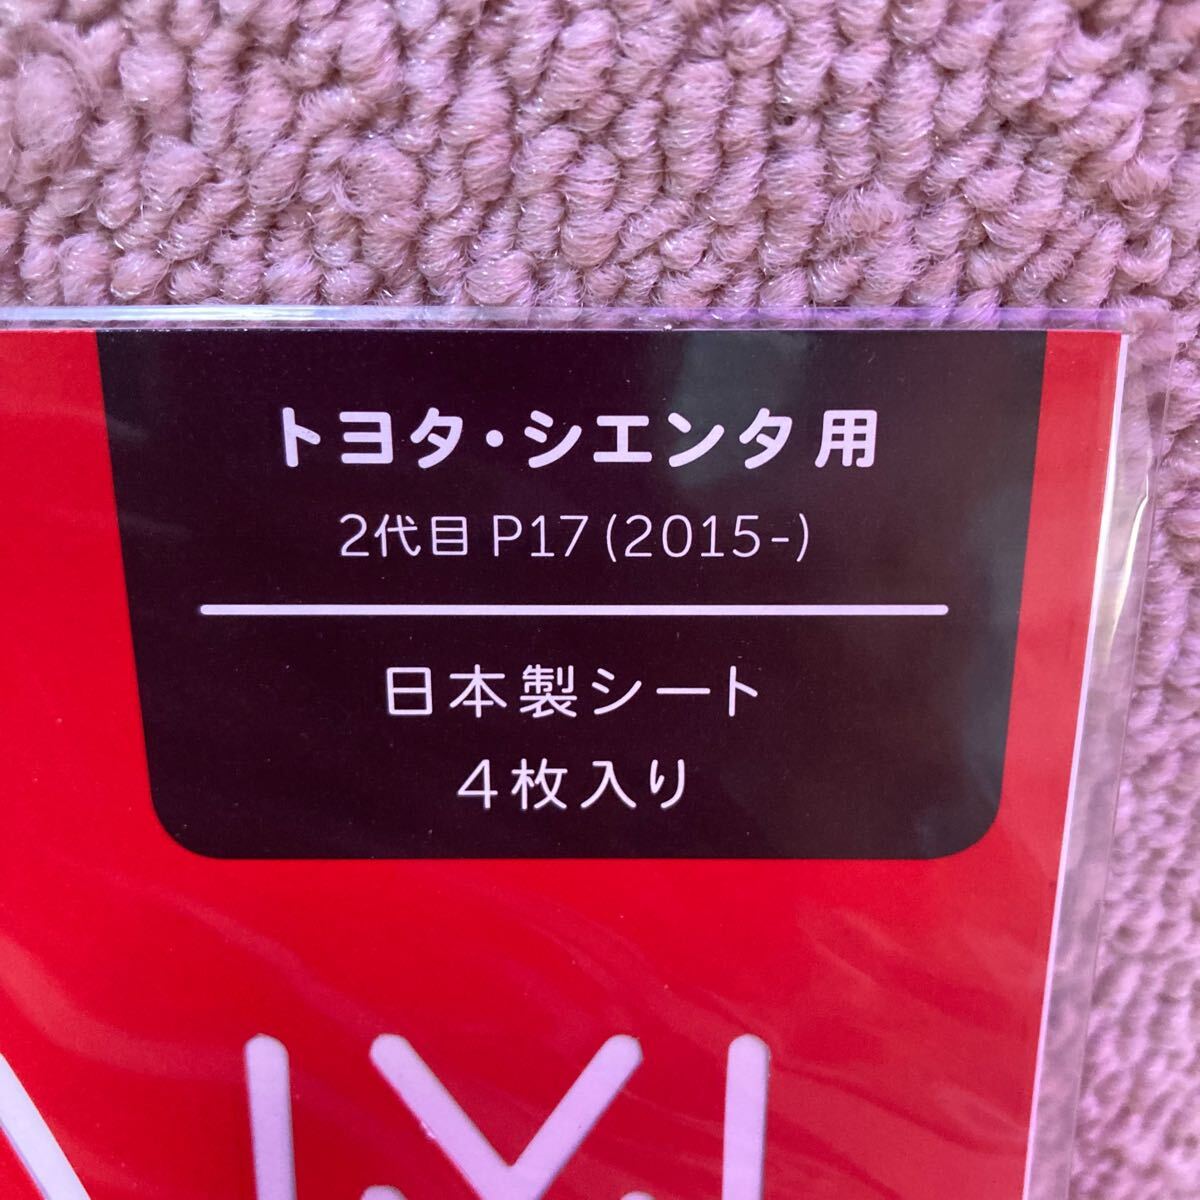 トヨタ・シエンタ用
2代目 P17 (2015-)
日本製シート
4枚入り